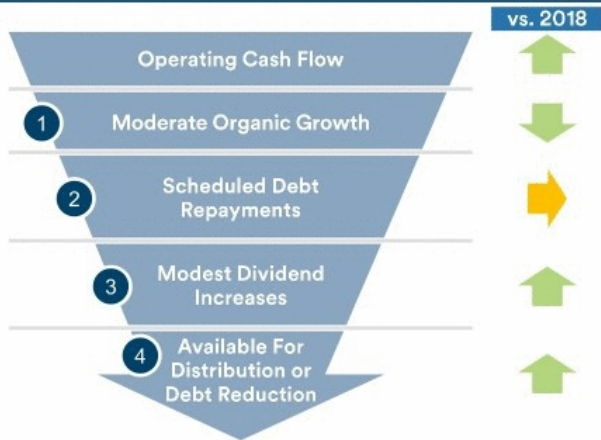 vs. 2018
Operating Cash Flow
1
Moderate Organic Growth
2
Scheduled Debt
Repayments
3
Modest Dividend
Increases
4
Available For
Distribution or
Debt Reduction